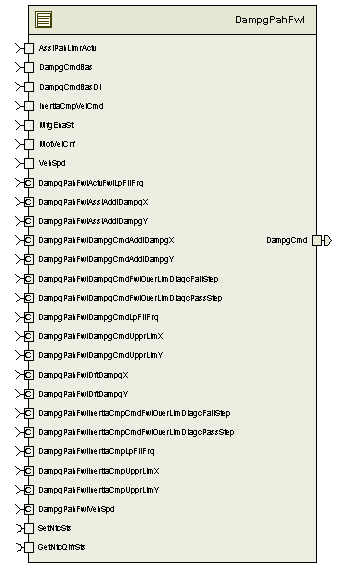 DampgPahFwl
AssiPahLimrActv
DampgCmdBas
DampgCmdBasDi
InertiaCmpVelCmd
MfgEnaSt
MotVelCrf
VehSpd
DampgPahFwlActvFwlLpFilFrq
DampgPahFwlAssiAddlDampgX
DampgPahFwlAssiAddlDampgY
DampgPahFwlDampgCmdAddlDampgX
DampgCmd
DampgPahFwlDampgCmdAddlDampgY
DampgPahFwlDampgCmdFwlOverLimDiagcFailStep
DampgPahFwlDampgCmdFwlOverLimDiagcPassStep
DampgPahFwlDampgCmdLpFilFrq
DampgPahFwlDampgCmdUpprLimX
DampgPahFwlDampgCmdUpprLimY
DampgPahFwlDftDampgX
DampgPahFwlDftDampgY
DampgPahFwlInertiaCmpCmdFwlOverLimDiagcFailStep
DampgPahFwlInertiaCmpCmdFwlOverLimDiagcPassStep
DampgPahFwlInertiaCmpLpFilFrq
DampgPahFwlInertiaCmpUpprLimX
DampgPahFwlInertiaCmpUpprLimY
DampgPahFwlVehSpd
SetNtcSts
GetNtcQlfrSts